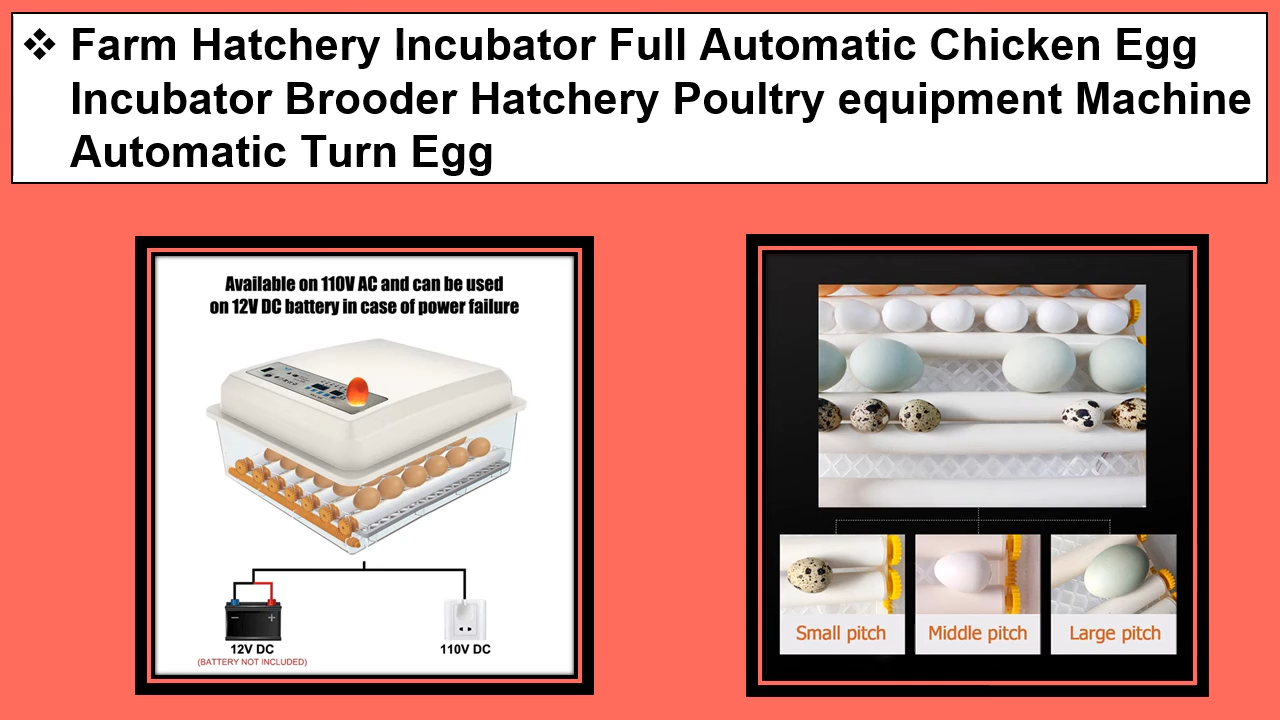 ❖ Farm Hatchery Incubator Full Automatic Chicken Egg
Incubator Brooder Hatchery Poultry equipment Machine
Automatic Turn Egg
Available on 110V AC and can be used
on 12V DC battery in case of power failure
12V DC
(BATTERY NOT INCLUDED)
110V DC
Small pitch
Middle pitch
Large pitch